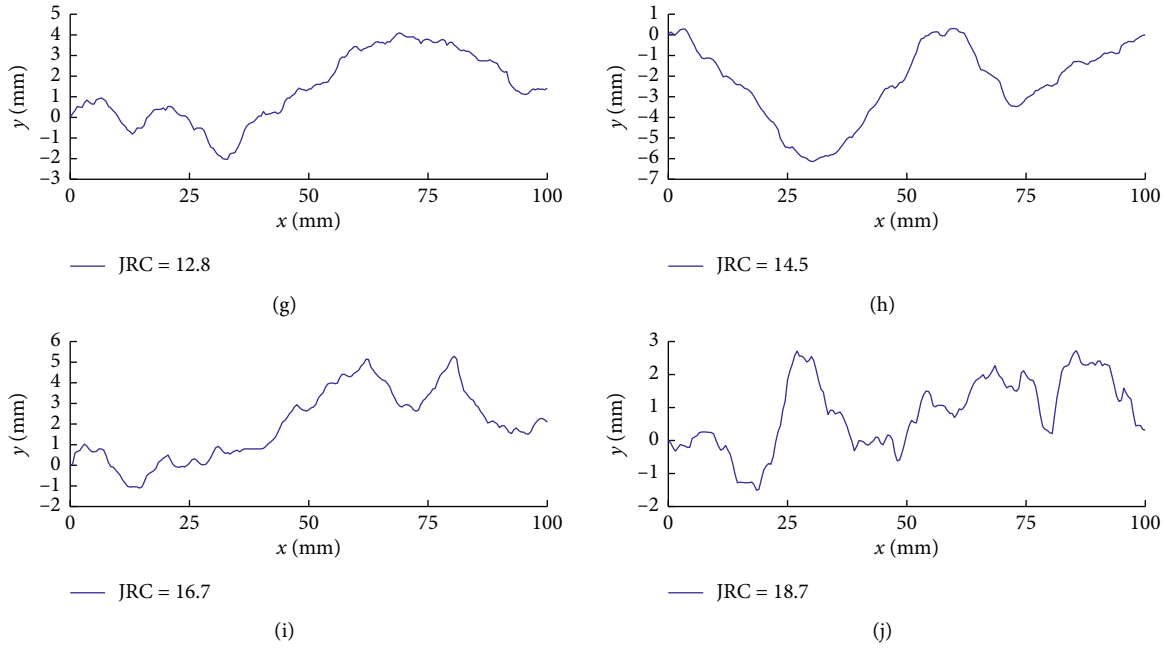 5
4
3
2
1
0
–1
–2
–3
y (mm)
0 25 50 75 100
x (mm)
JRC = 12.8
(g)
1
0
–1
–2
–3
–4
–5
–6
–7
y (mm)
0 25 50 75 100
x (mm)
JRC = 14.5
(h)
6
5
4
3
2
1
0
–1
–2
y (mm)
0 25 50 75 100
x (mm)
JRC = 16.7
(i)
3
2
1
0
–1
–2
y (mm)
0 25 50 75 100
x (mm)
JRC = 18.7
(j)